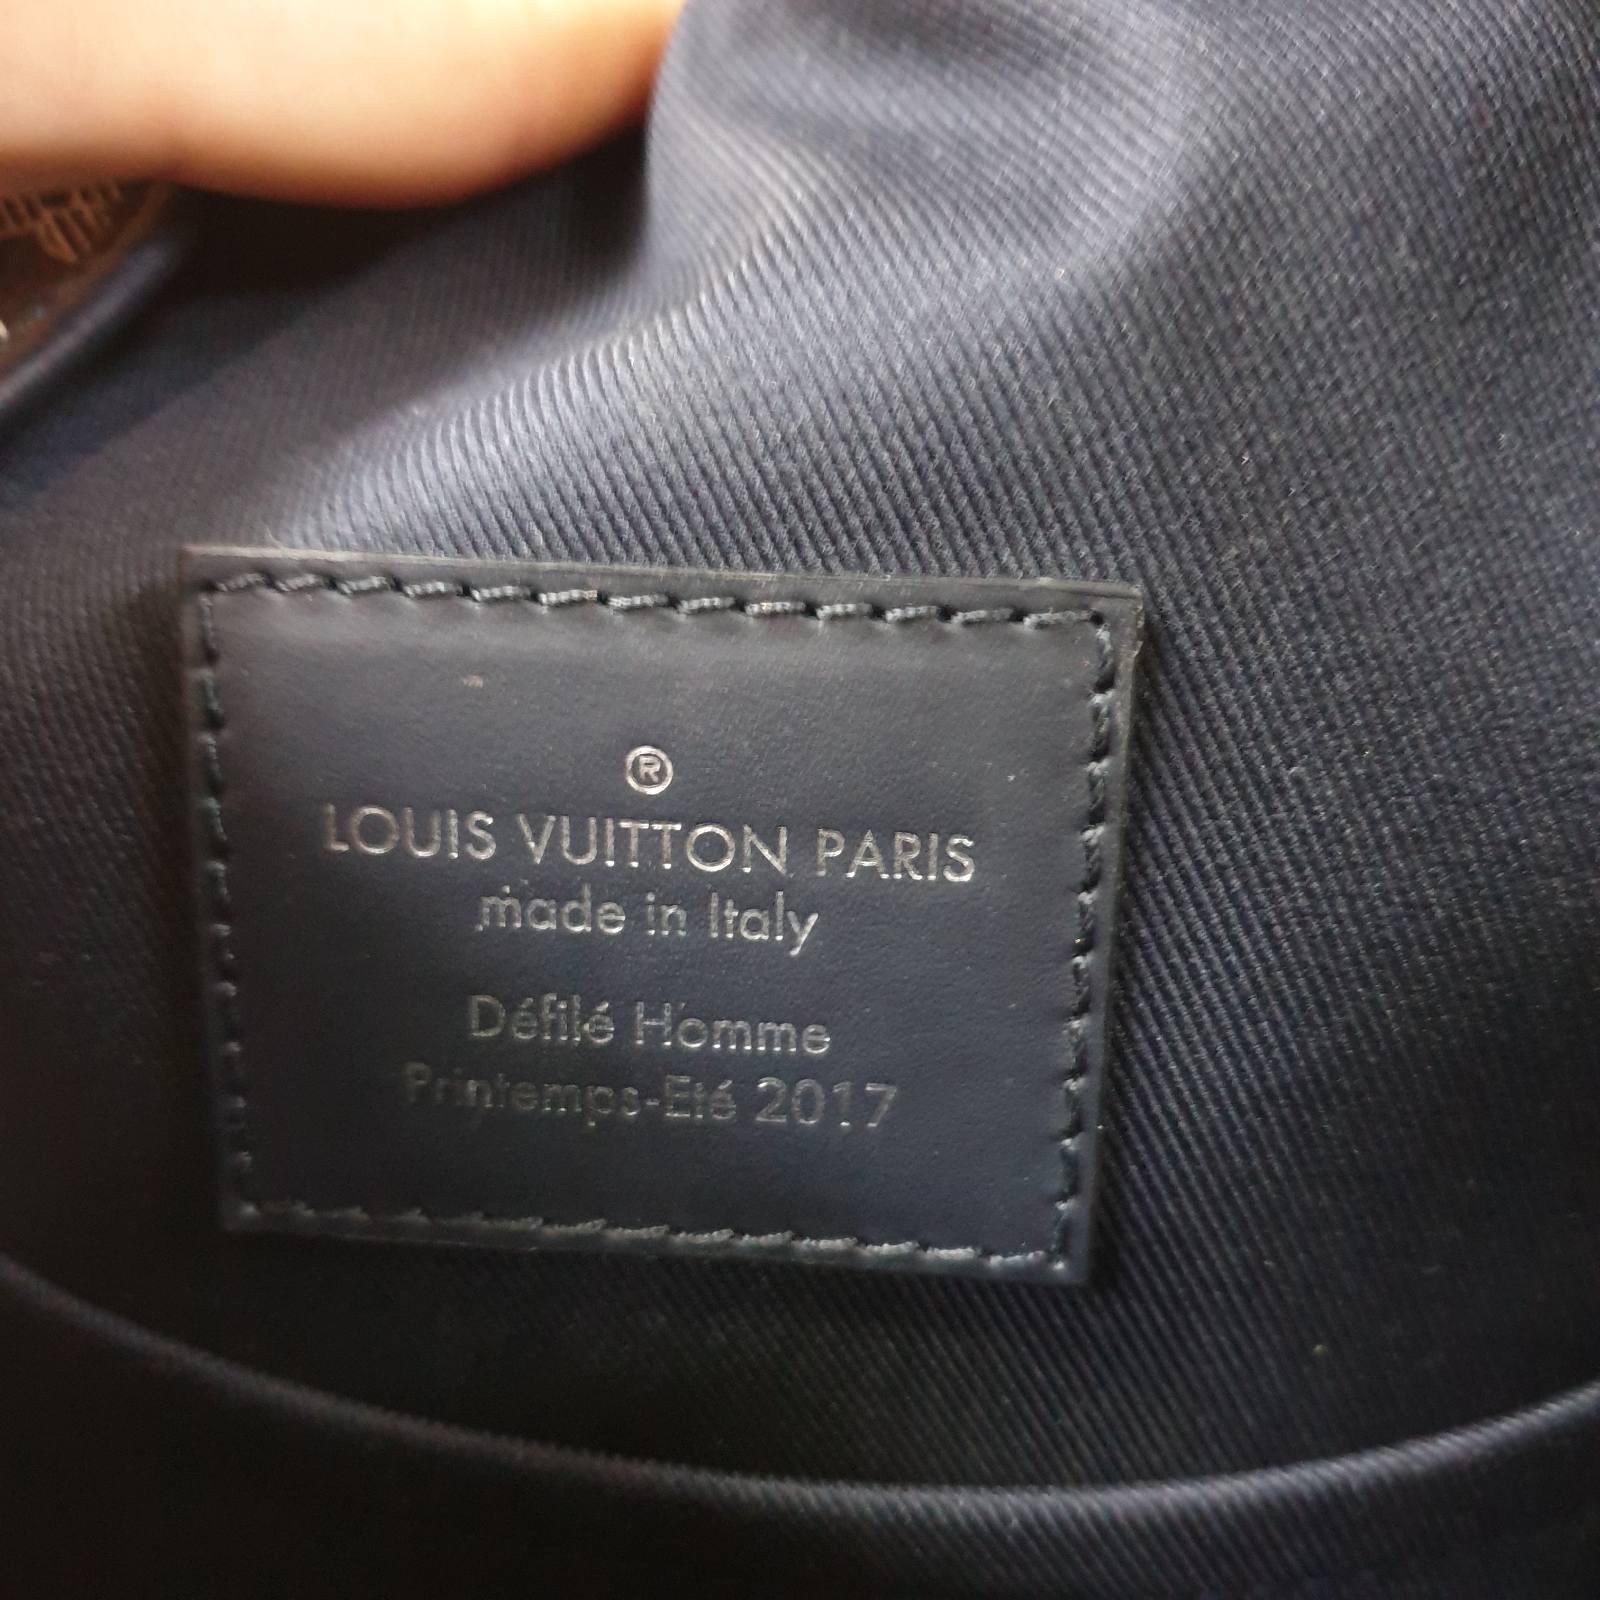 ®
LOUIS VUITTON PARIS
made in Italy
Défilé Homme
Printemps-Eté 2017